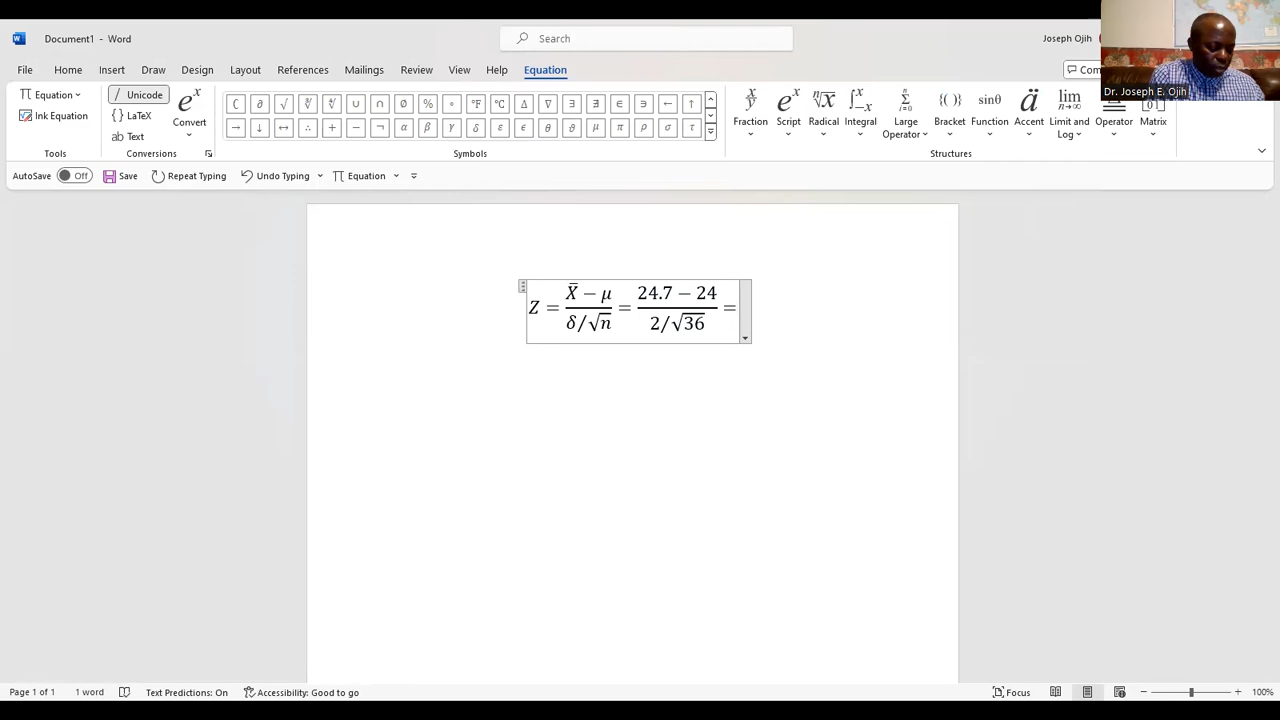 Document1 - Word
Search
Joseph Ojih
File Home Insert Draw Design Layout References Mailings Review View Help Equation
Equation
Ink Equation
Tools
Unicode
LaTeX
Text
Convert
Conversions
Symbols
Fraction Script Radical Integral Large Operator Bracket Function Accent Limit and Log Operator Matrix
Structures
Dr. Joseph E. Ojih
AutoSave Off Save Repeat Typing Undo Typing Equation
Z = (X̄ − μ)/(δ/√n) = (24.7 − 24)/(2/√36) =
Page 1 of 1 1 word Text Predictions: On Accessibility: Good to go Focus 100%